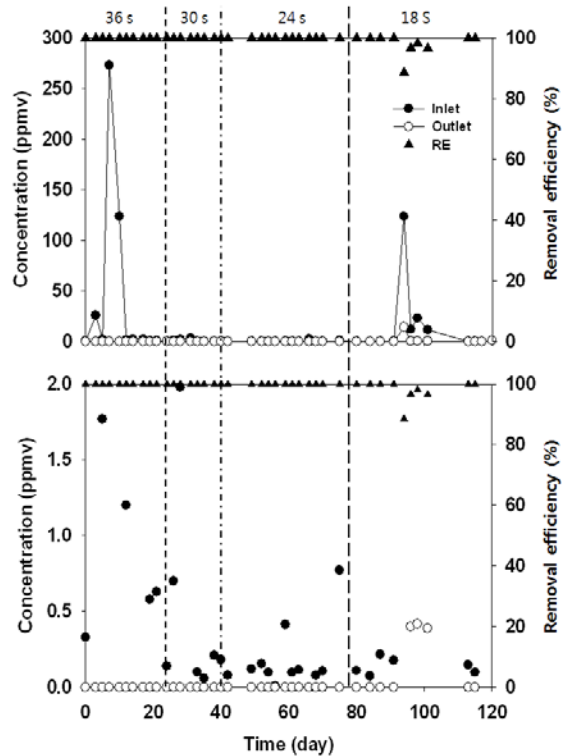 36 s 30 s 24 s 18 S
300 100
250
80
200
60
150
40
100
20
50
0 0
Concentration (ppmv)
Removal efficiency (%)
Inlet
Outlet
RE
2.0 100
80
1.5
60
1.0
40
0.5
20
0.0 0
Concentration (ppmv)
Removal efficiency (%)
0 20 40 60 80 100 120
Time (day)